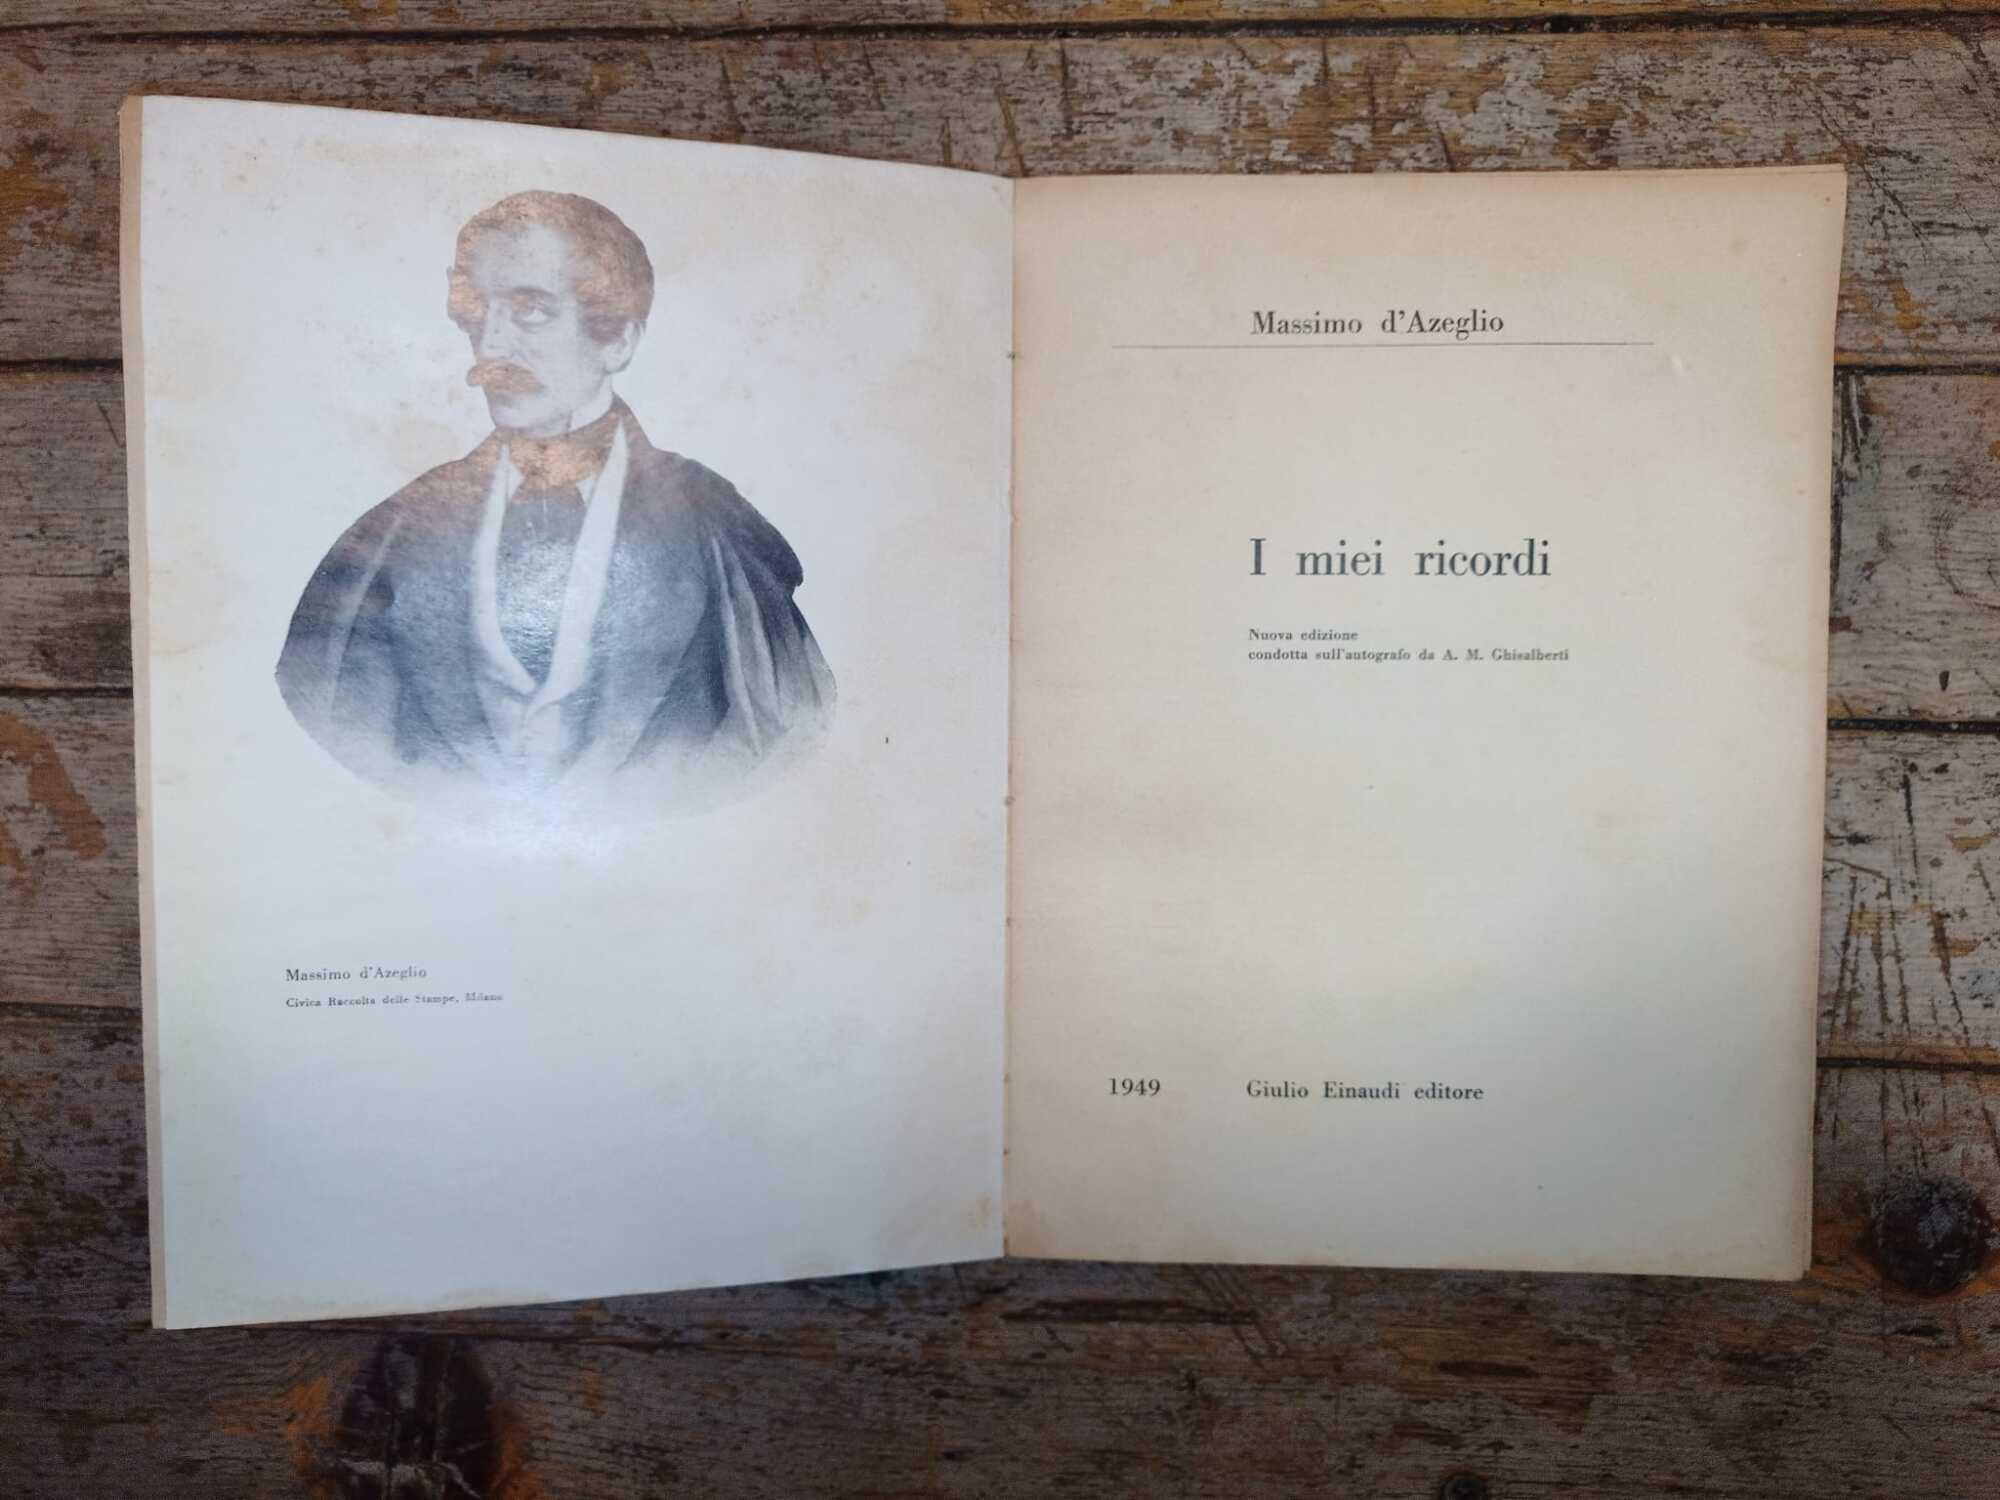 Massimo d'Azeglio
Civica Raccolta delle Stampe, Milano
Massimo d'Azeglio
I miei ricordi
Nuova edizione
condotta sull'autografo da A. M. Ghisalberti
1949 Giulio Einaudi editore